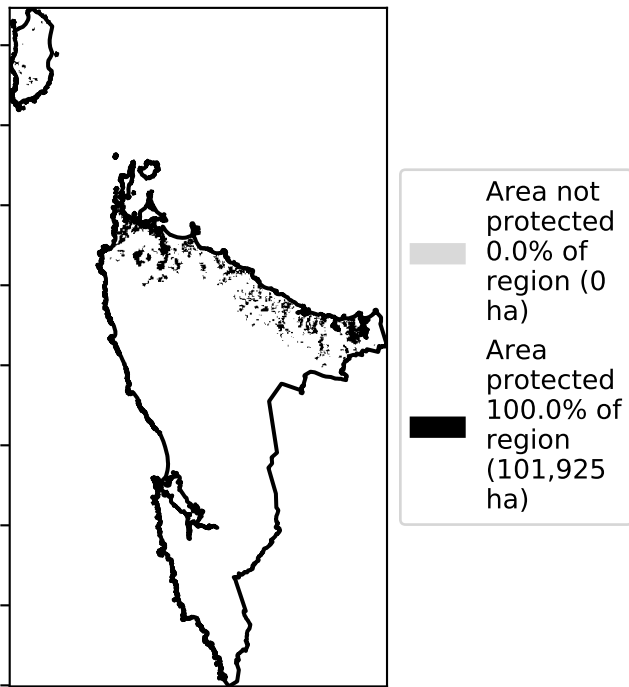 Area not
protected
0.0% of
region (0
ha)
Area
protected
100.0% of
region
(101,925
ha)